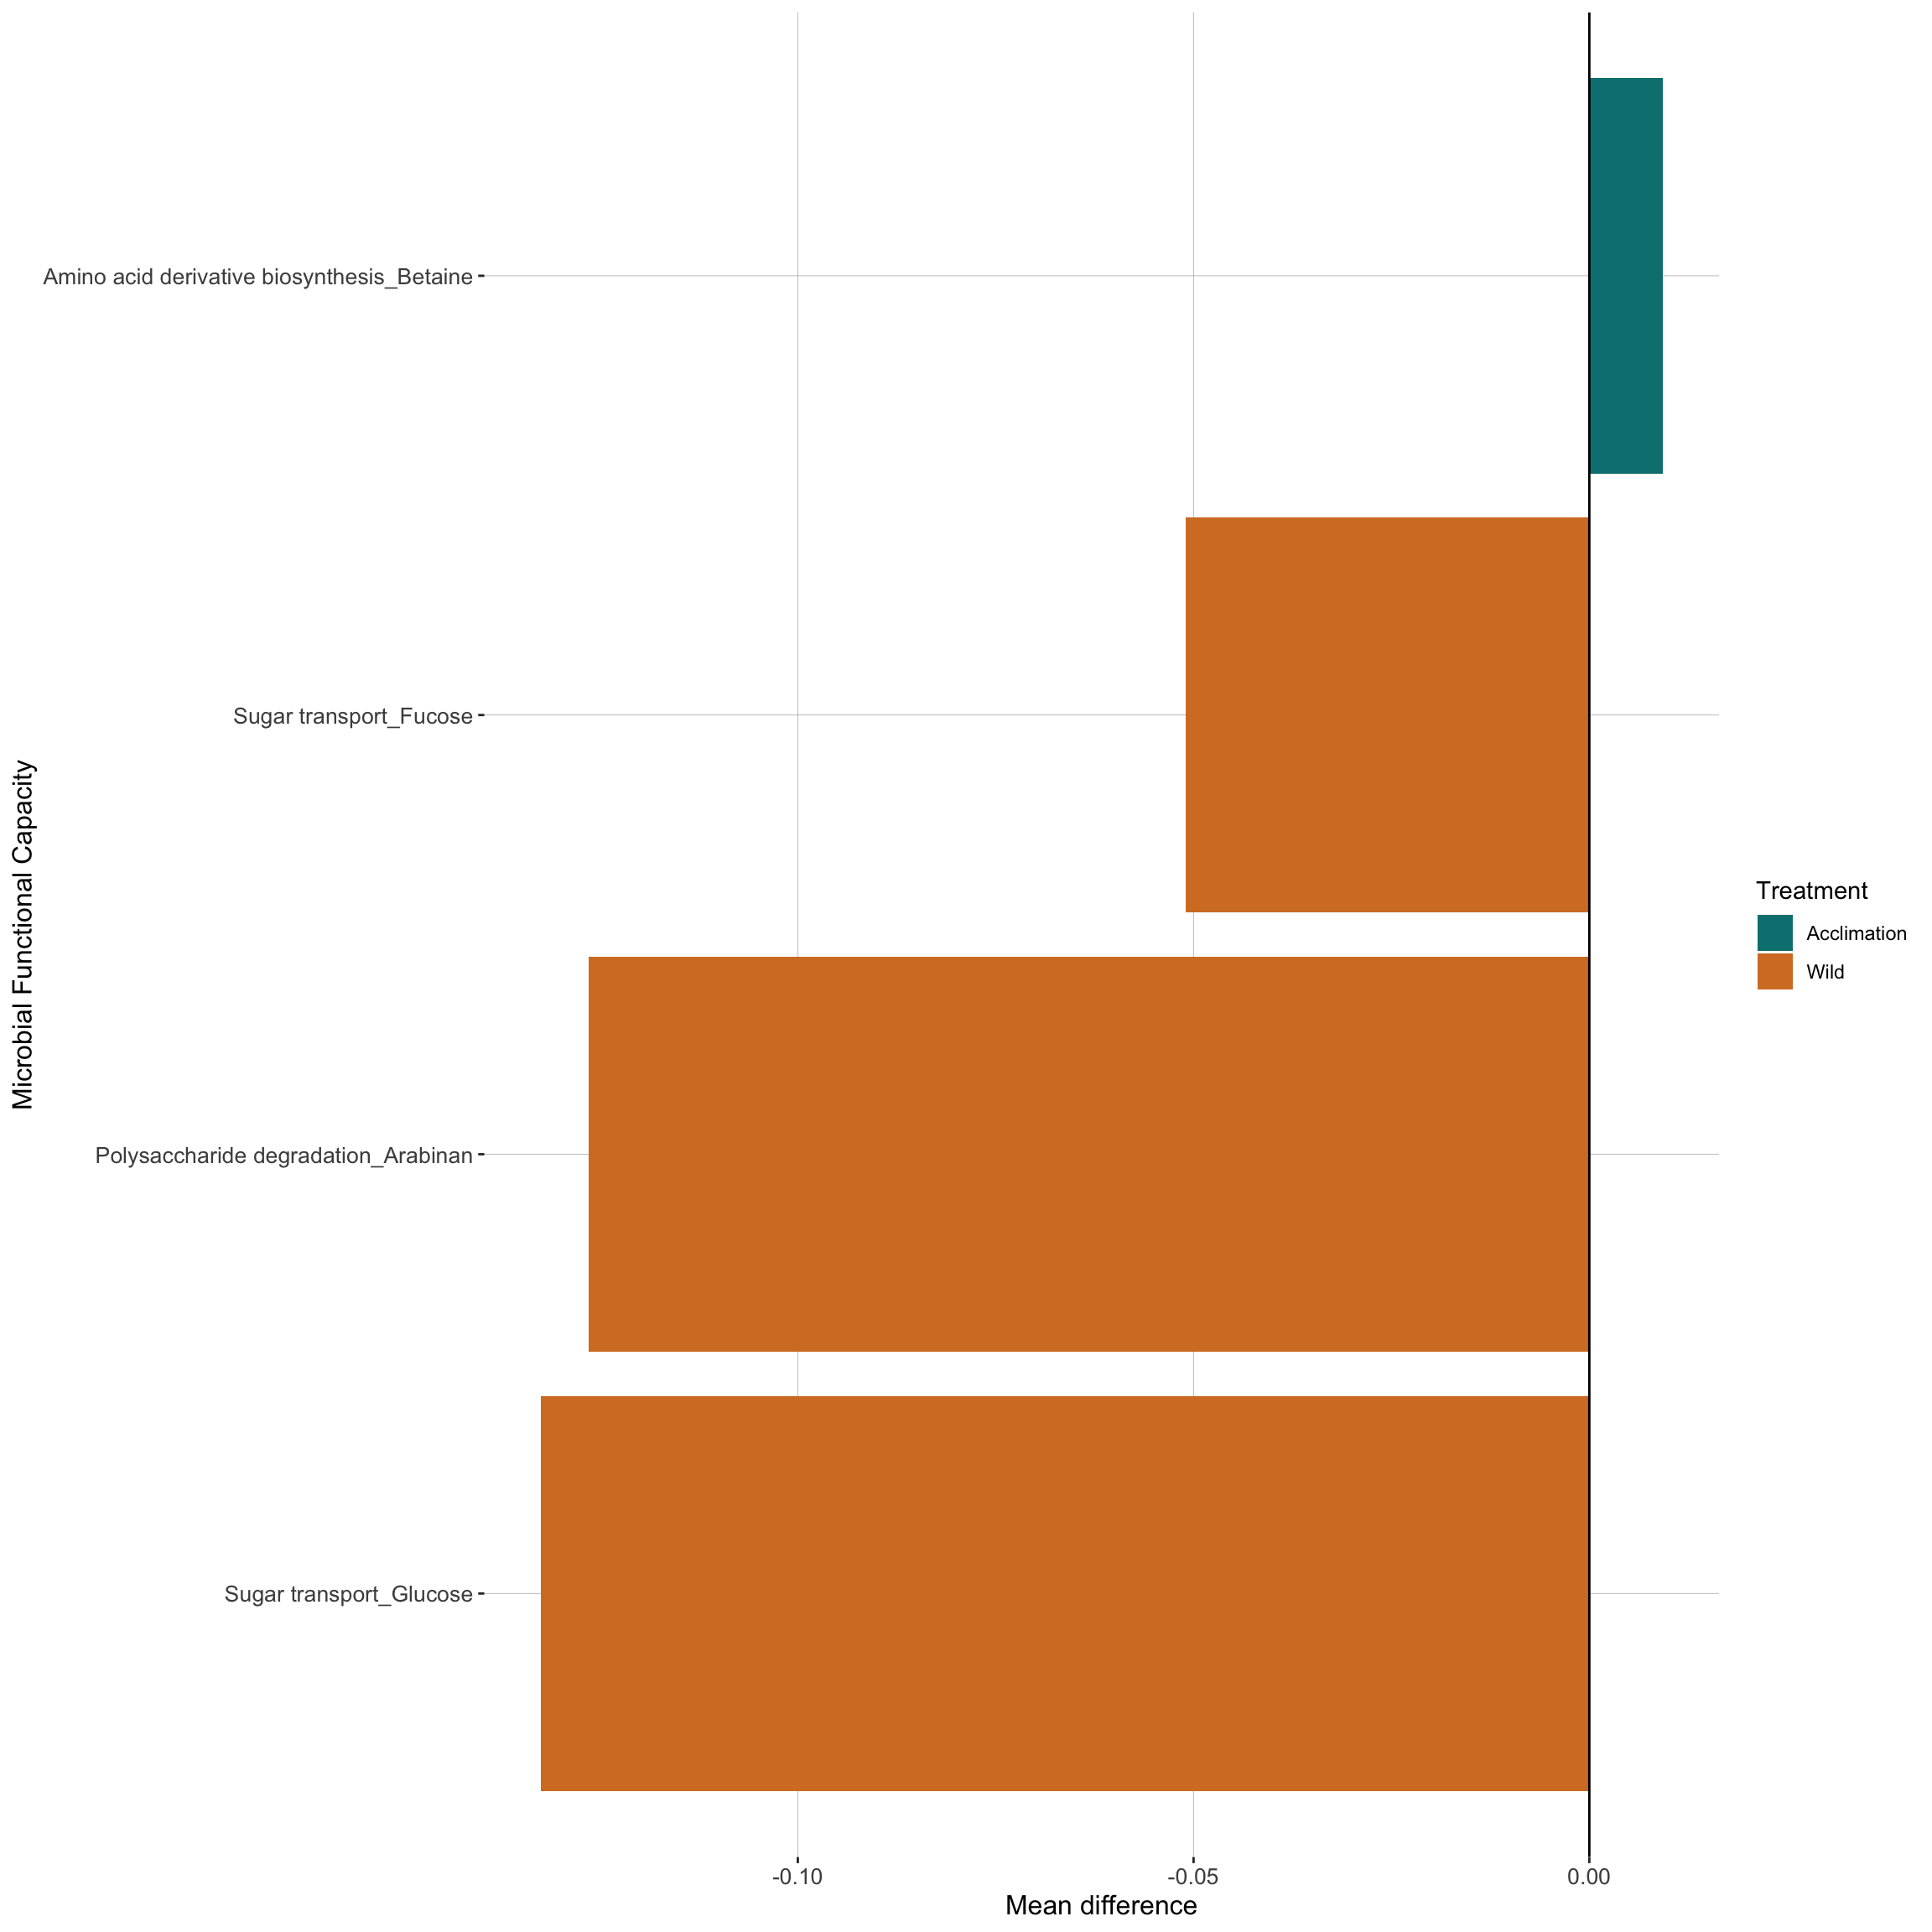 Microbial Functional Capacity
Amino acid derivative biosynthesis_Betaine
Sugar transport_Fucose
Polysaccharide degradation_Arabinan
Sugar transport_Glucose
-0.10
-0.05
0.00
Mean difference
Treatment
Acclimation
Wild